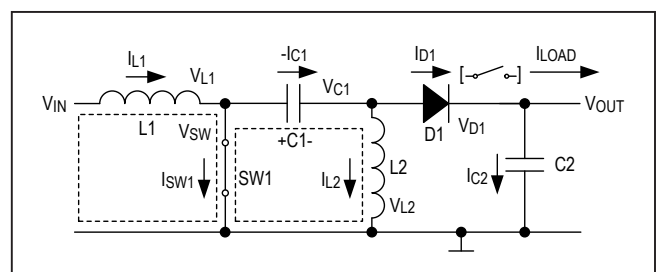 IL1
VL1
-IC1
VC1
ID1
[ ]
ILOAD
VIN
L1
VSW
+C1-
D1
VD1
VOUT
ISW1
SW1
IL2
L2
VL2
IC2
C2